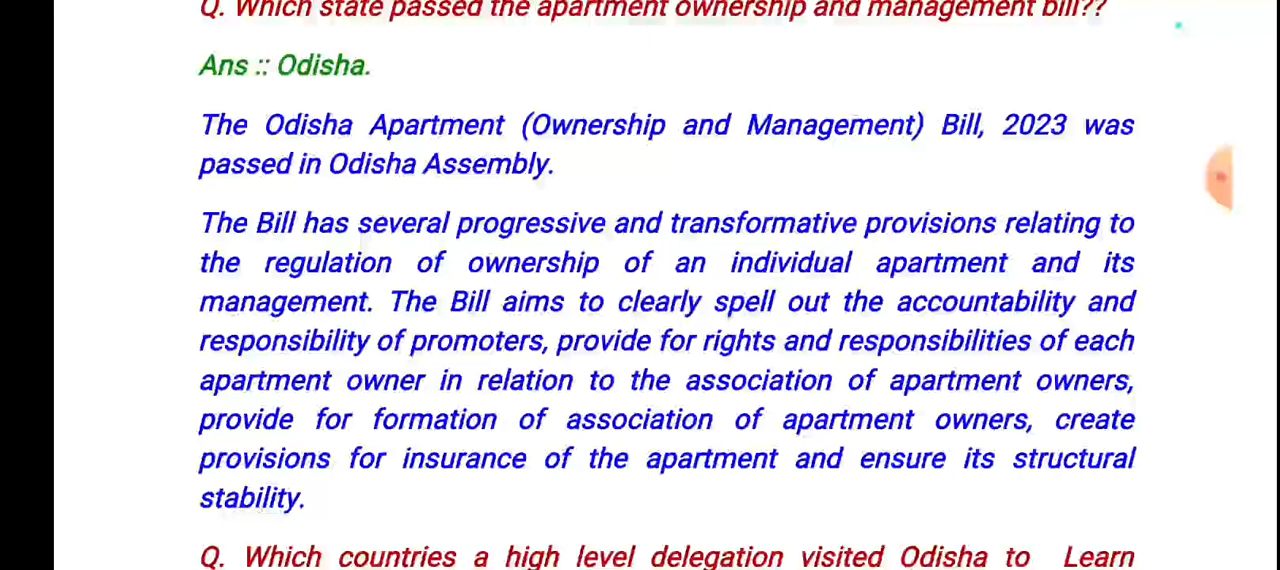 Q. Which state passed the apartment ownership and management bill??
Ans :: Odisha.
The Odisha Apartment (Ownership and Management) Bill, 2023 was
passed in Odisha Assembly.
The Bill has several progressive and transformative provisions relating to
the regulation of ownership of an individual apartment and its
management. The Bill aims to clearly spell out the accountability and
responsibility of promoters, provide for rights and responsibilities of each
apartment owner in relation to the association of apartment owners,
provide for formation of association of apartment owners, create
provisions for insurance of the apartment and ensure its structural
stability.
Q. Which countries a high level delegation visited Odisha to Learn